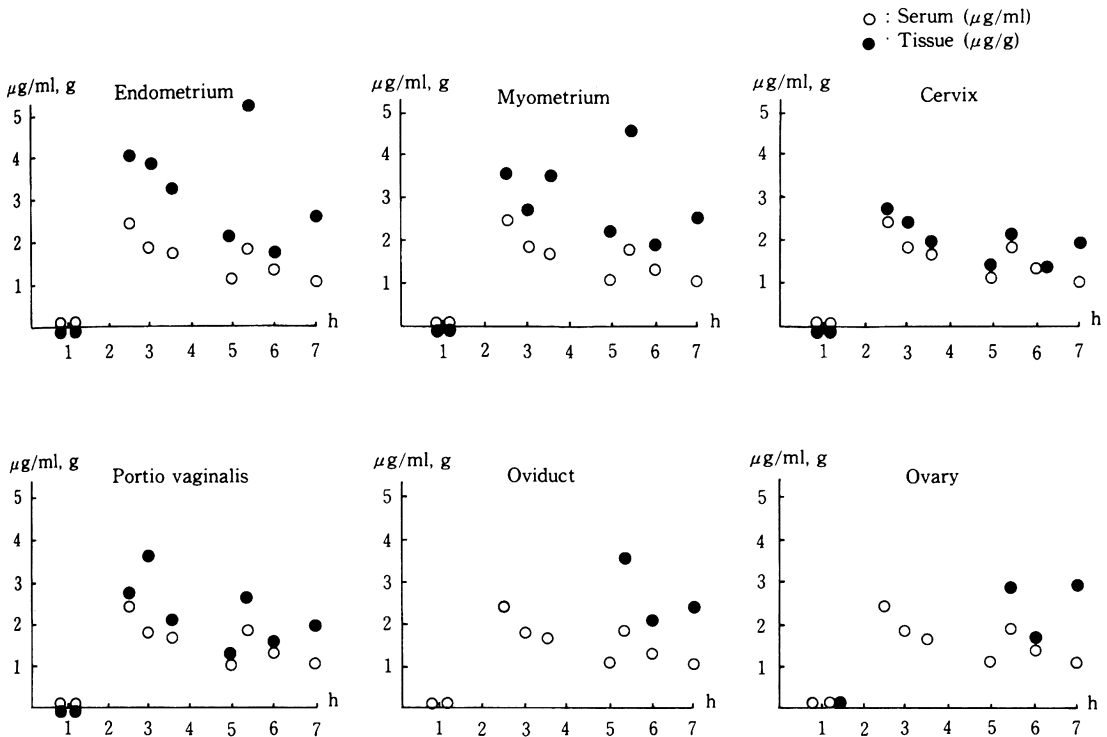 ○ : Serum (μg/ml)
● · Tissue (μg/g)
μg/ml, g
Endometrium
5
4
3
2
1
h
1 2 3 4 5 6 7
μg/ml, g
Myometrium
5
4
3
2
1
h
1 2 3 4 5 6 7
μg/ml, g
Cervix
5
4
3
2
1
h
1 2 3 4 5 6 7
μg/ml, g
Portio vaginalis
5
4
3
2
1
h
1 2 3 4 5 6 7
μg/ml, g
Oviduct
5
4
3
2
1
h
1 2 3 4 5 6 7
μg/ml, g
Ovary
5
4
3
2
1
h
1 2 3 4 5 6 7